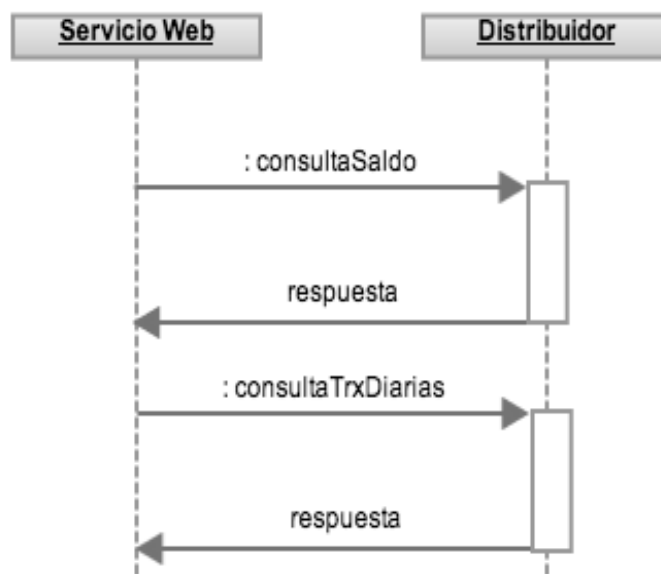 Servicio Web
Distribuidor
: consultaSaldo
respuesta
: consultaTrxDiarias
respuesta